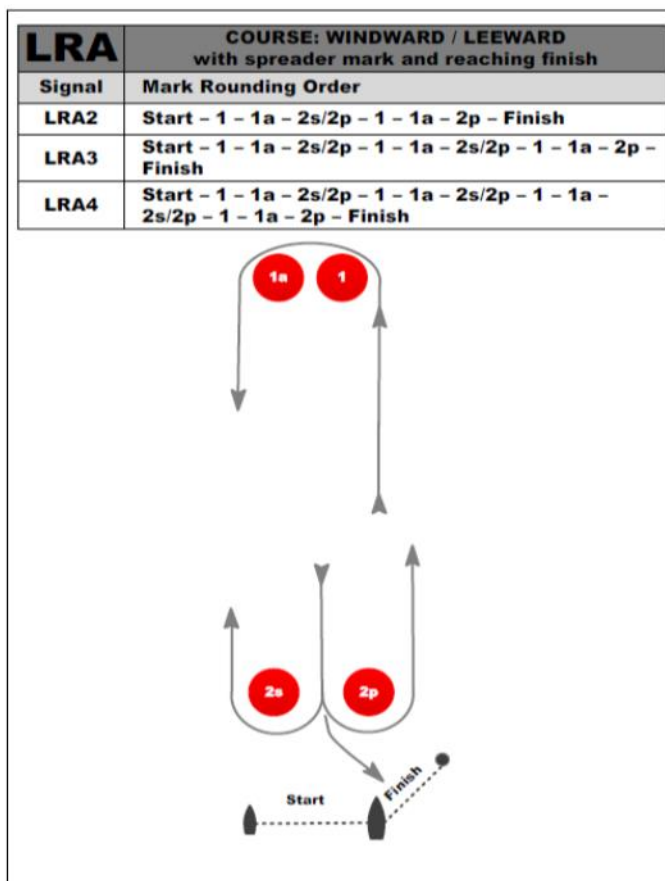 LRA
COURSE: WINDWARD / LEEWARD
with spreader mark and reaching finish
Signal Mark Rounding Order
LRA2 Start – 1 – 1a – 2s/2p – 1 – 1a – 2p – Finish
LRA3 Start – 1 – 1a – 2s/2p – 1 – 1a – 2s/2p – 1 – 1a – 2p –
Finish
LRA4 Start – 1 – 1a – 2s/2p – 1 – 1a – 2s/2p – 1 – 1a –
2s/2p – 1 – 1a – 2p – Finish
1a 1
2s 2p
Start
Finish